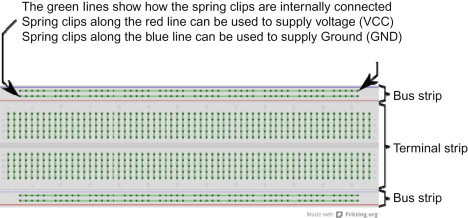 The green lines show how the spring clips are internally connected
Spring clips along the red line can be used to supply voltage (VCC)
Spring clips along the blue line can be used to supply Ground (GND)
Bus strip
Terminal strip
Bus strip
Made with Fritzing.org